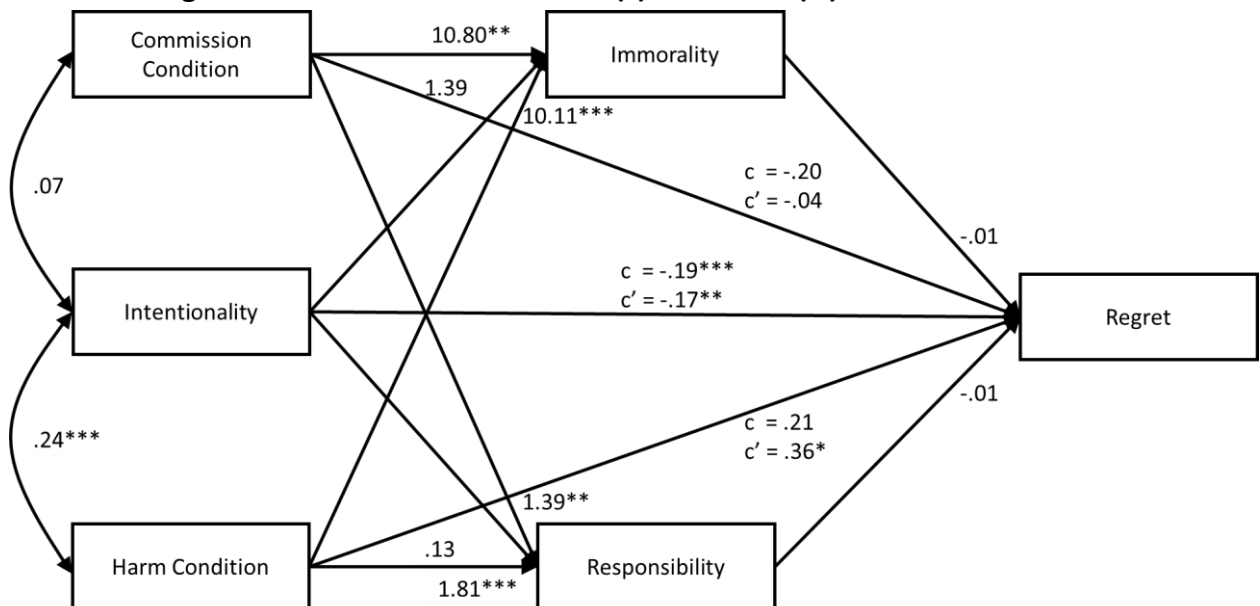 Commission
Condition
10.80**
Immorality
1.39
10.11***
.07
c = -.20
c’ = -.04
-.01
c = -.19***
c’ = -.17**
Intentionality
Regret
-.01
.24***
c = .21
c’ = .36*
1.39**
.13
Harm Condition
Responsibility
1.81***